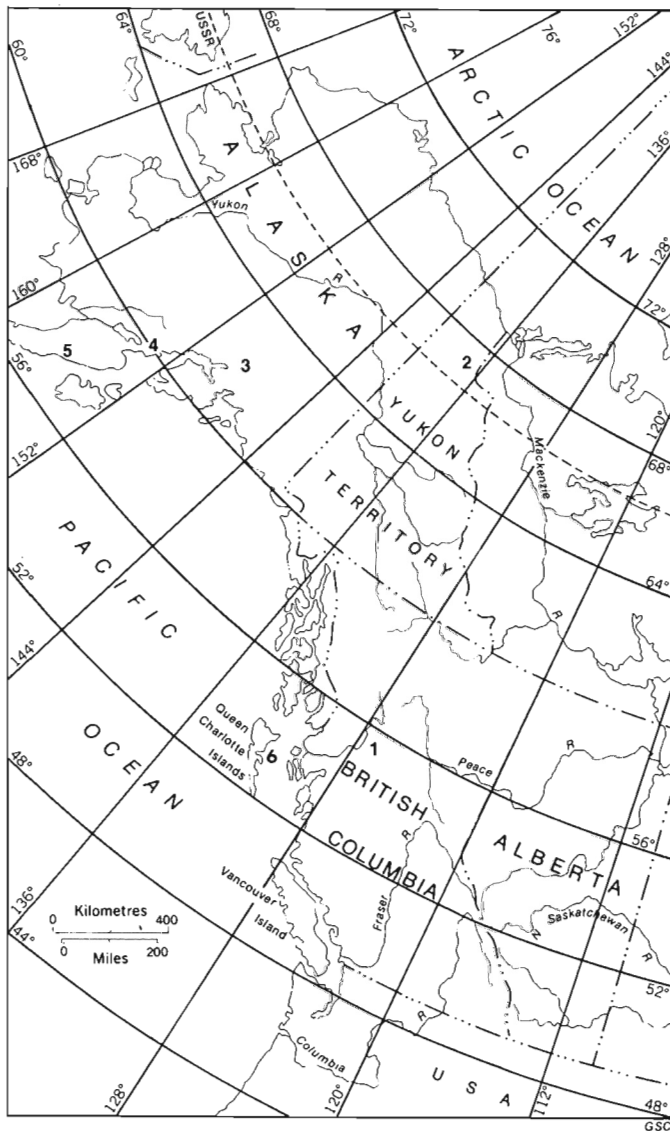 60°
64°
USSR
68°
72°
76°
152°
144°
136°
128°
ARCTIC OCEAN
168°
ALASKA
Yukon
R
160°
72°
56°
5
4
3
2
120°
68°
YUKON
TERRITORY
Mackenzie
R
152°
64°
PACIFIC
OCEAN
52°
144°
Queen
Charlotte
Islands
6
1
BRITISH
COLUMBIA
Peace
R
ALBERTA
56°
48°
Vancouver
Island
Fraser
R
N
Saskatchewan
R
52°
Kilometres
0 400
0 200
Miles
136°
44°
Columbia
R
USA
128°
120°
112°
48°
GSC